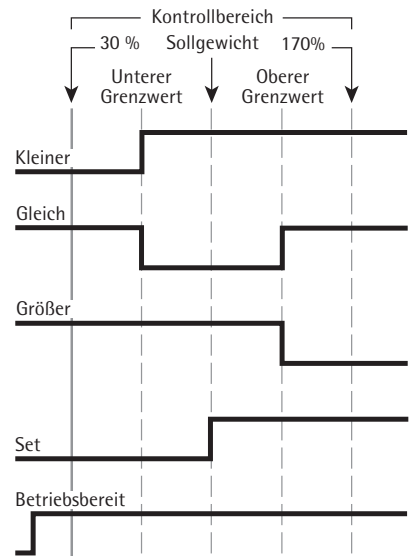 Kontrollbereich
30 % Sollgewicht 170%
Unterer Oberer
Grenzwert Grenzwert
Kleiner
Gleich
Größer
Set
Betriebsbereit